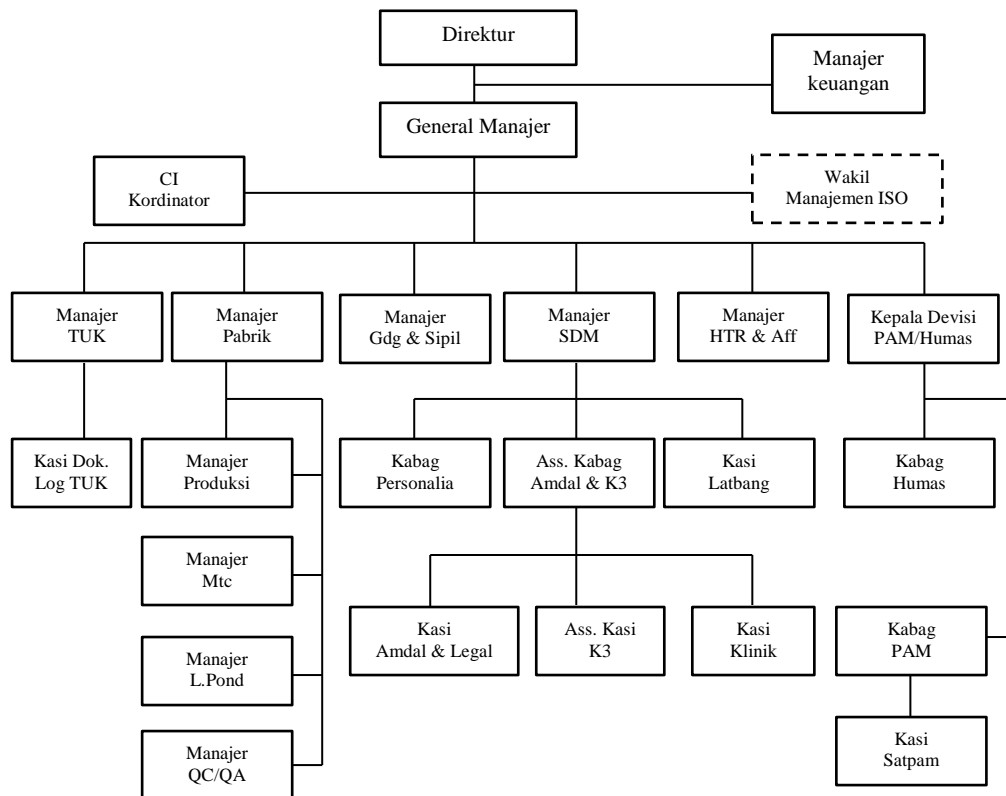 Direktur
Manajer
keuangan
General Manajer
CI
Kordinator
Wakil
Manajemen ISO
Manajer
TUK
Manajer
Pabrik
Manajer
Gdg & Sipil
Manajer
SDM
Manajer
HTR & Aff
Kepala Devisi
PAM/Humas
Kasi Dok.
Log TUK
Manajer
Produksi
Kabag
Personalia
Ass. Kabag
Amdal & K3
Kasi
Latbang
Kabag
Humas
Manajer
Mtc
Kasi
Amdal & Legal
Ass. Kasi
K3
Kasi
Klinik
Kabag
PAM
Manajer
L.Pond
Kasi
Satpam
Manajer
QC/QA